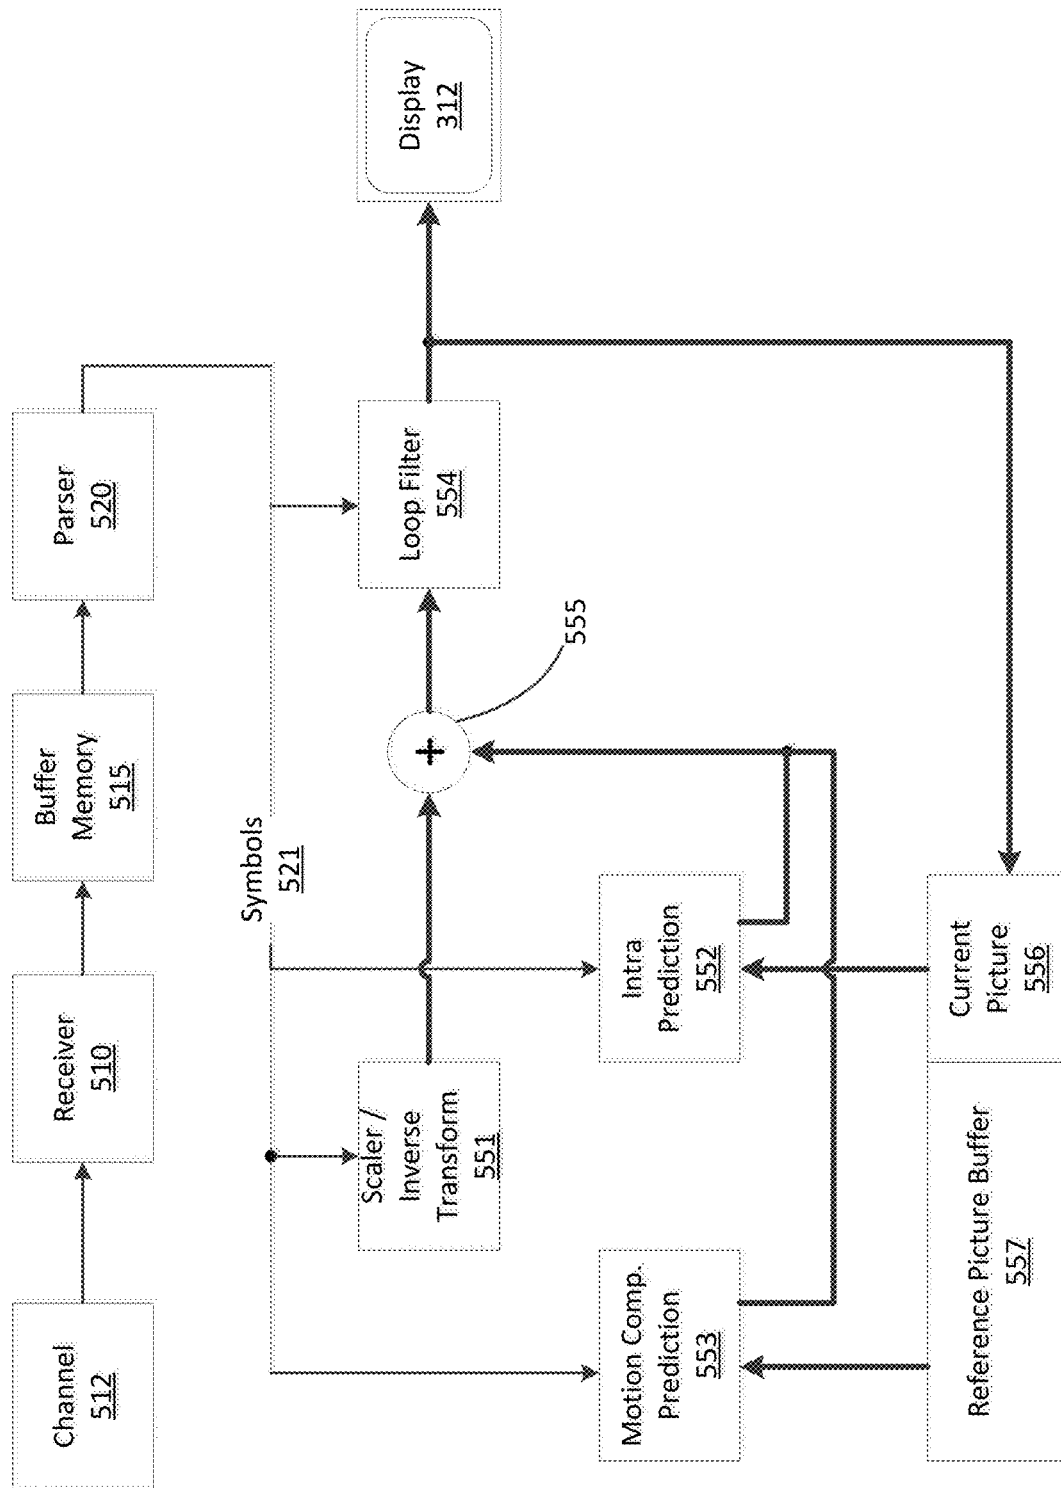 Channel
512
Receiver
510
Buffer
Memory
515
Parser
520
Symbols
521
Scaler /
Inverse
Transform
551
555
Loop Filter
554
Display
312
Motion Comp.
Prediction
553
Intra
Prediction
552
Reference Picture Buffer
557
Current
Picture
556
+